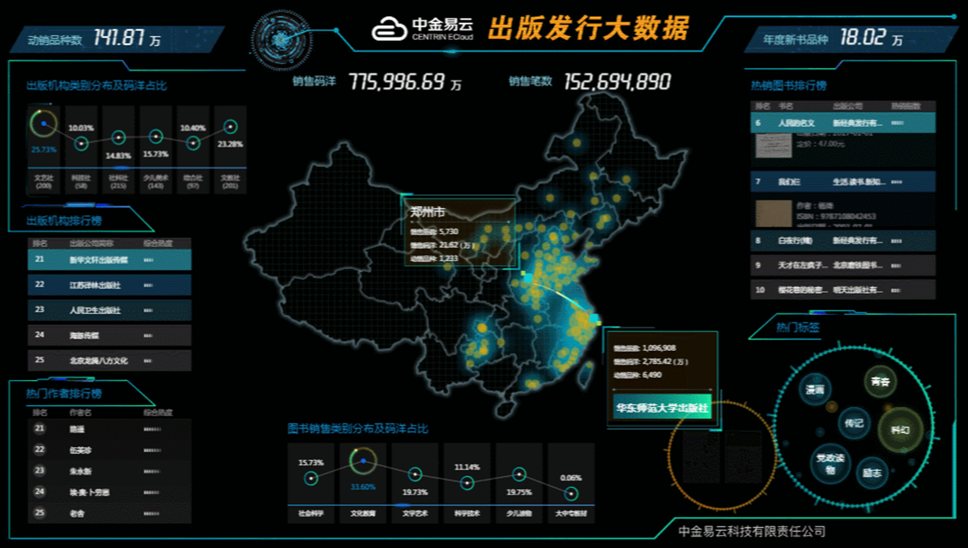 动销品种数 141.87 万
中金易云
CENTRIN ECloud
出版发行大数据
年度新书品种 18.02 万
销售码洋 775,996.69 万
销售笔数 152,694,890
出版机构类别分布及码洋占比
25.73%
10.03%
14.83%
15.73%
10.40%
23.28%
文艺社
(200)
科技社
(58)
社科社
(215)
少儿美术
(143)
综合社
(97)
文教社
(201)
出版机构排行榜
排名 出版公司简称 综合热度
21 新华文轩出版传媒
22 江苏译林出版社
23 人民卫生出版社
24 海豚传媒
25 北京龙腾八方文化
热门作者排行榜
排名 作者名 综合热度
21 路遥
22 伍美珍
23 朱永新
24 埃·奥·卜劳恩
25 老舍
郑州市
销售笔数: 5,730
销售码洋: 21.62 (万)
动销品种: 1,233
销售笔数: 1,096,908
销售码洋: 2,785.42 (万)
动销品种: 6,490
华东师范大学出版社
图书销售类别分布及码洋占比
15.73%
33.60%
19.73%
11.14%
19.75%
0.06%
社会科学
文化教育
文学艺术
科学技术
少儿读物
大中专教材
热销图书排行榜
排名 书名 出版公司 热销指数
6 人民的名义 新经典发行有...
定价：47.00元
7 我们仨 生活.读书.新知...
作者：杨绛
ISBN：9787108042453
8 白夜行(精) 新经典发行有...
9 天才在左疯子... 北京磨铁图书...
10 樱花巷的秘密... 明天出版社有...
热门标签
漫画
青春
传记
科幻
党政读物
励志
中金易云科技有限责任公司